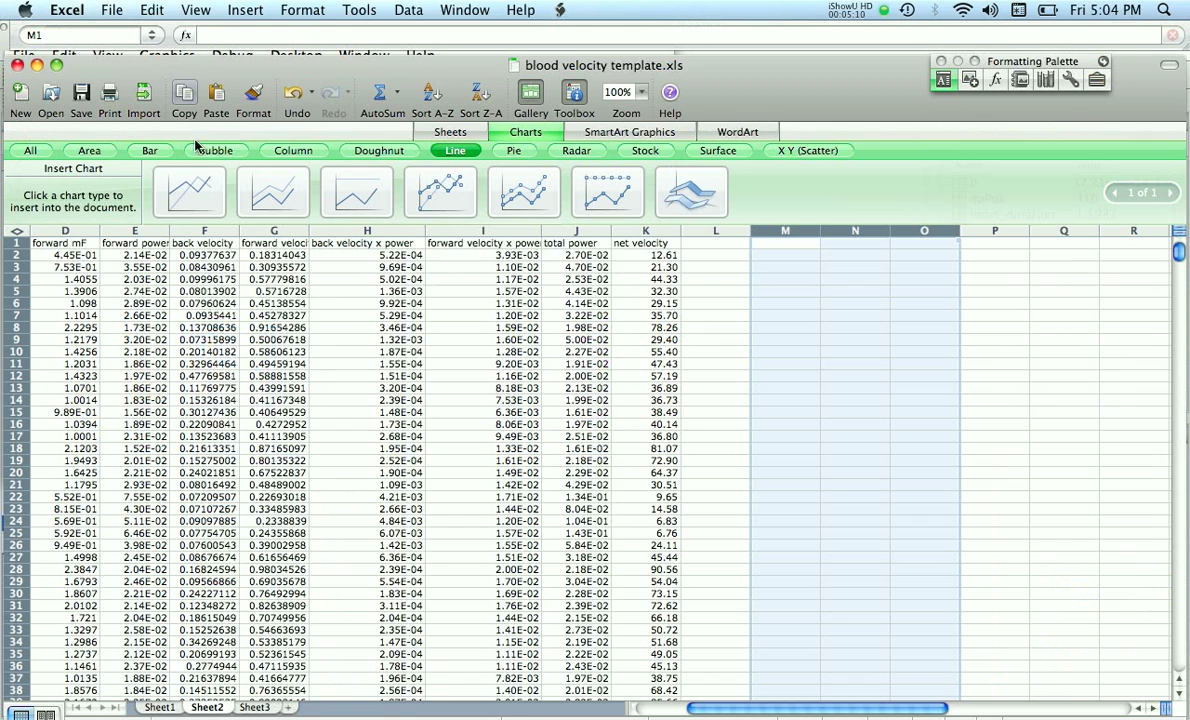 Excel File Edit View Insert Format Tools Data Window Help iShowU HD 00:05:10 Fri 5:04 PM
M1 fx
File Edit View Graphics Debug Desktop Window Help
blood velocity template.xls Formatting Palette
New Open Save Print Import Copy Paste Format Undo Redo AutoSum Sort A-Z Sort Z-A Gallery Toolbox 100% Zoom Help
Sheets Charts SmartArt Graphics WordArt
All Area Bar Bubble Column Doughnut Line Pie Radar Stock Surface X Y (Scatter)
Insert Chart
Click a chart type to
insert into the document.
1 of 1
D E F G H I J K L M N O P Q R
1 forward mF forward power back velocity forward veloci back velocity x power forward velocity x power total power net velocity
2 4.45E-01 2.14E-02 0.09377637 0.18314043 5.22E-04 3.93E-03 2.70E-02 12.61
3 7.53E-01 3.55E-02 0.08430961 0.30935572 9.69E-04 1.10E-02 4.70E-02 21.30
4 1.4055 2.03E-02 0.09996175 0.57779816 5.02E-04 1.17E-02 2.53E-02 44.33
5 1.3906 2.74E-02 0.08013902 0.5716728 1.36E-03 1.57E-02 4.43E-02 32.30
6 1.098 2.89E-02 0.07960624 0.45138554 9.92E-04 1.31E-02 4.14E-02 29.15
7 1.1014 2.66E-02 0.0935441 0.45278327 5.29E-04 1.20E-02 3.22E-02 35.70
8 2.2295 1.73E-02 0.13708636 0.91654286 3.46E-04 1.59E-02 1.98E-02 78.26
9 1.2179 3.20E-02 0.07315899 0.50067618 1.32E-03 1.60E-02 5.00E-02 29.40
10 1.4256 2.18E-02 0.20140182 0.58606123 1.87E-04 1.28E-02 2.27E-02 55.40
11 1.2031 1.86E-02 0.32964464 0.49459194 1.55E-04 9.20E-03 1.91E-02 47.43
12 1.4323 1.97E-02 0.47769581 0.58881558 1.51E-04 1.16E-02 2.00E-02 57.19
13 1.0701 1.86E-02 0.11769775 0.43991591 3.20E-04 8.18E-03 2.13E-02 36.89
14 1.0014 1.83E-02 0.15326184 0.41167348 2.39E-04 7.53E-03 1.99E-02 36.73
15 9.89E-01 1.56E-02 0.30127436 0.40649529 1.48E-04 6.36E-03 1.61E-02 38.49
16 1.0394 1.89E-02 0.22090841 0.4272952 1.73E-04 8.06E-03 1.97E-02 40.14
17 1.0001 2.31E-02 0.13523683 0.41113905 2.68E-04 9.49E-03 2.51E-02 36.80
18 2.1203 1.52E-02 0.21613351 0.87165097 1.95E-04 1.33E-02 1.61E-02 81.07
19 1.9493 2.01E-02 0.15275002 0.80135322 2.52E-04 1.61E-02 2.18E-02 72.90
20 1.6425 2.21E-02 0.24021851 0.67522837 1.90E-04 1.49E-02 2.29E-02 64.37
21 1.1795 2.93E-02 0.08016492 0.48489002 1.09E-03 1.42E-02 4.29E-02 30.51
22 5.52E-01 7.55E-02 0.07209507 0.22693018 4.21E-03 1.71E-02 1.34E-01 9.65
23 8.15E-01 4.30E-02 0.07107267 0.33485983 2.66E-03 1.44E-02 8.04E-02 14.58
24 5.69E-01 5.11E-02 0.09097885 0.2338839 4.84E-03 1.20E-02 1.04E-01 6.83
25 5.92E-01 6.46E-02 0.07754705 0.24355868 6.07E-03 1.57E-02 1.43E-01 6.76
26 9.49E-01 3.98E-02 0.07600543 0.39002958 1.42E-03 1.55E-02 5.84E-02 24.11
27 1.4998 2.45E-02 0.08676674 0.61656469 6.36E-04 1.51E-02 3.18E-02 45.44
28 2.3847 2.04E-02 0.16824594 0.98034526 2.39E-04 2.00E-02 2.18E-02 90.56
29 1.6793 2.46E-02 0.09566866 0.69035678 5.54E-04 1.70E-02 3.04E-02 54.04
30 1.8607 2.21E-02 0.24227112 0.76492994 1.83E-04 1.69E-02 2.28E-02 73.15
31 2.0102 2.14E-02 0.12348272 0.82638909 3.11E-04 1.76E-02 2.39E-02 72.62
32 1.721 2.04E-02 0.18615049 0.70749956 2.04E-04 1.44E-02 2.15E-02 66.18
33 1.3297 2.58E-02 0.15252638 0.54663693 2.35E-04 1.41E-02 2.73E-02 50.72
34 1.2986 2.15E-02 0.34269248 0.53385179 1.47E-04 1.15E-02 2.19E-02 51.68
35 1.2737 2.12E-02 0.20699193 0.52361545 2.09E-04 1.11E-02 2.22E-02 49.05
36 1.1461 2.37E-02 0.2774944 0.47115935 1.78E-04 1.11E-02 2.43E-02 45.13
37 1.0135 1.88E-02 0.21637894 0.41664777 1.96E-04 7.82E-03 1.97E-02 38.75
38 1.8576 1.84E-02 0.14511552 0.76365554 2.56E-04 1.40E-02 2.01E-02 68.42
Sheet1 Sheet2 Sheet3